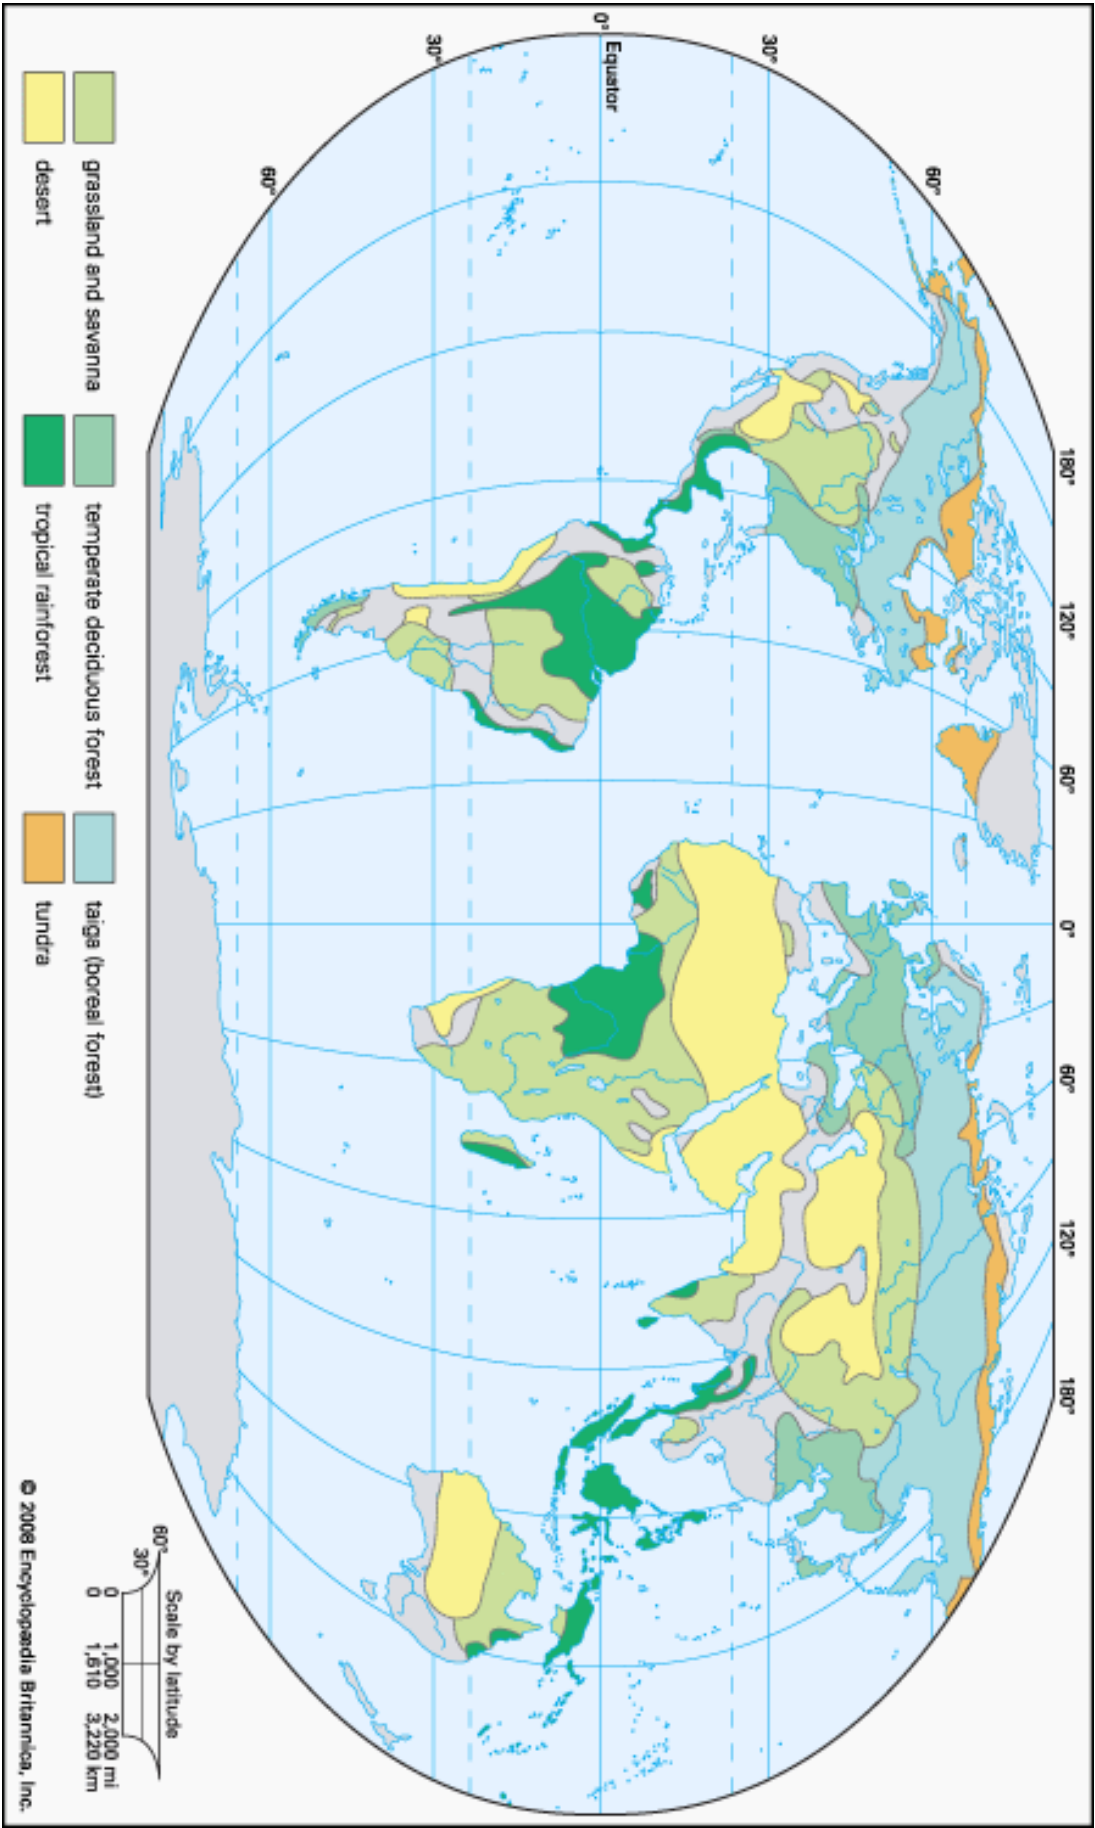 180°
120°
60°
0°
60°
120°
180°
60°
30°
0°
Equator
30°
60°
grassland and savanna
temperate deciduous forest
taiga (boreal forest)
desert
tropical rainforest
tundra
Scale by latitude
60°
30°
0 1,000 2,000 mi
0 1,610 3,220 km
© 2008 Encyclopædia Britannica, Inc.